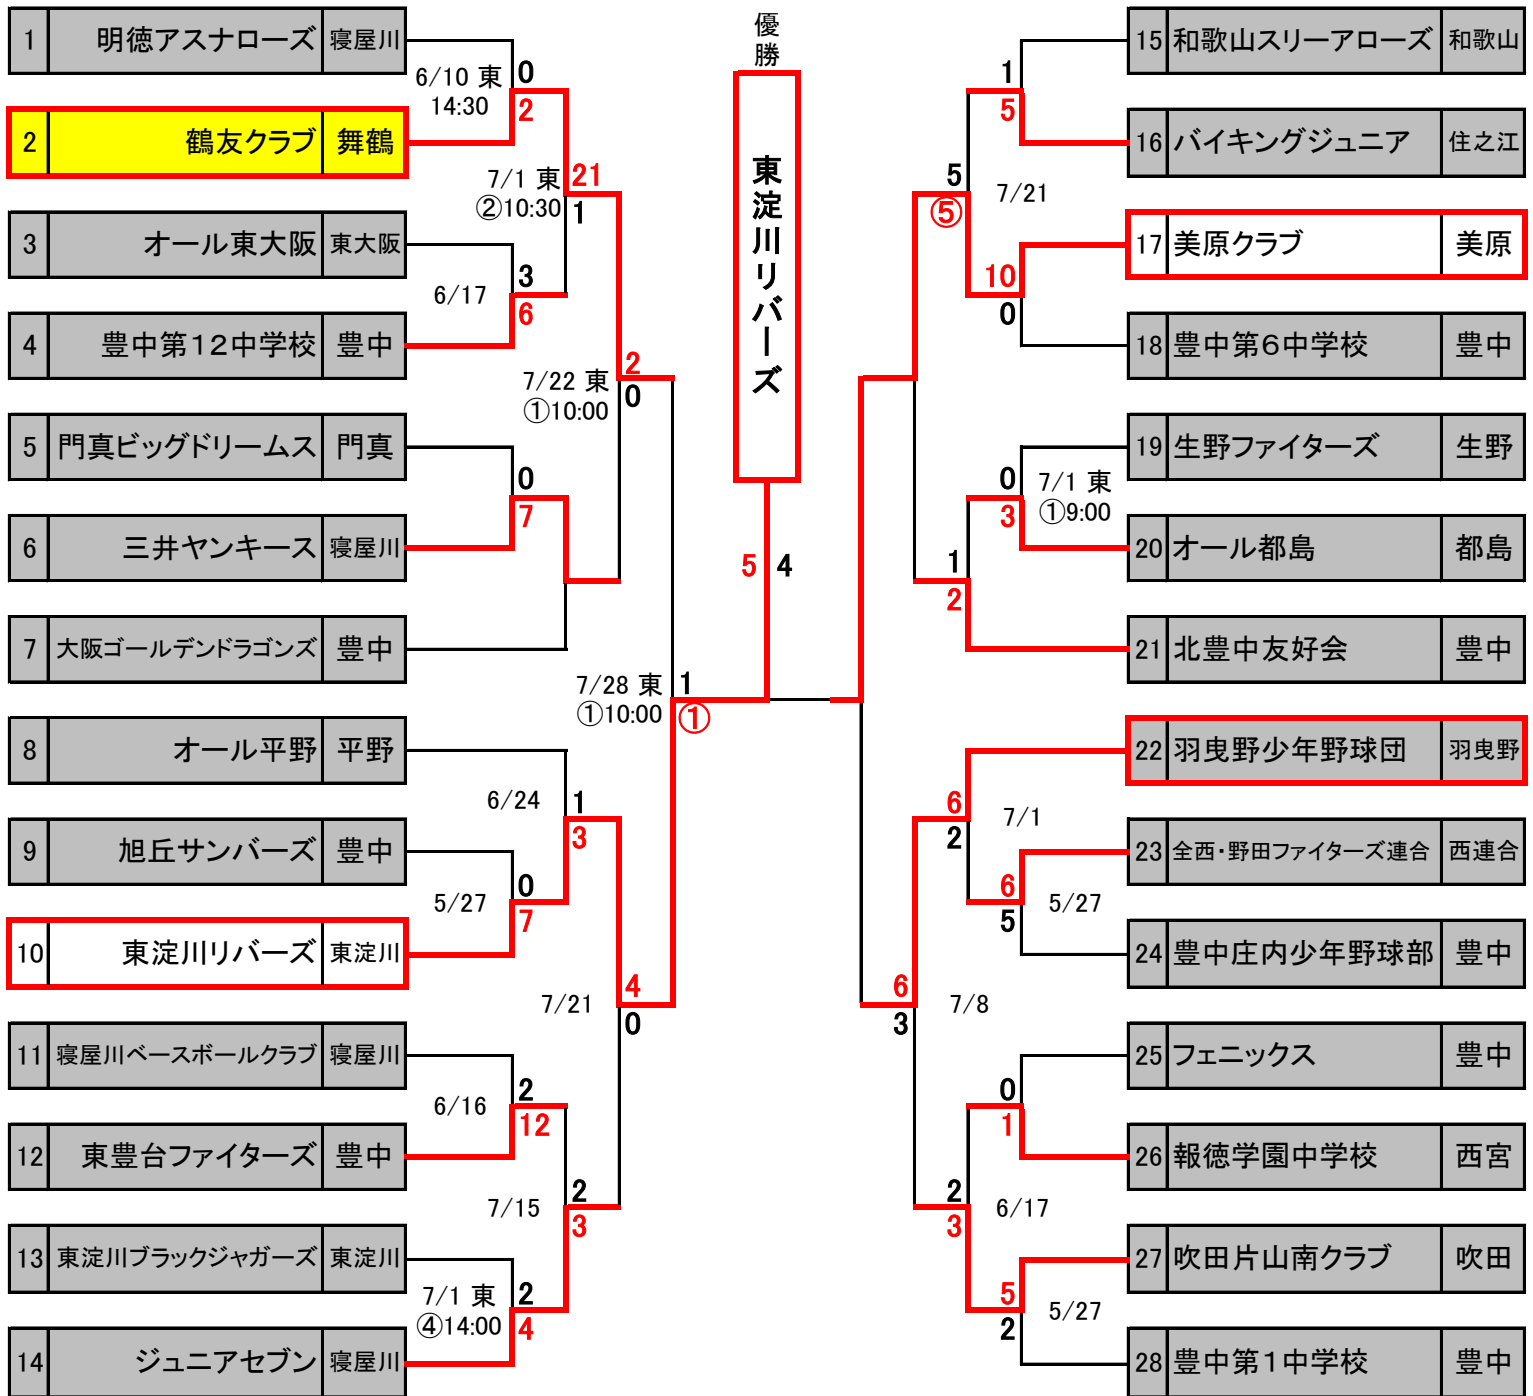 優勝
東淀川リバーズ
5 4
1 明徳アスナローズ 寝屋川
6/10 東 0
14:30 2
2 鶴友クラブ 舞鶴
7/1 東 21
②10:30 1
3 オール東大阪 東大阪
6/17 3
6
4 豊中第12中学校 豊中
7/22 東 2
①10:00 0
5 門真ビッグドリームス 門真
0
7
6 三井ヤンキース 寝屋川
7 大阪ゴールデンドラゴンズ 豊中
7/28 東 1
①10:00 ①
8 オール平野 平野
6/24 1
3
9 旭丘サンバーズ 豊中
5/27 0
7
10 東淀川リバーズ 東淀川
7/21 4
0
11 寝屋川ベースボールクラブ 寝屋川
6/16 2
12
12 東豊台ファイターズ 豊中
7/15 2
3
13 東淀川ブラックジャガーズ 東淀川
7/1 東 2
④14:00 4
14 ジュニアセブン 寝屋川
15 和歌山スリーアローズ 和歌山
1
5
16 バイキングジュニア 住之江
5 7/21
⑤
17 美原クラブ 美原
10
0
18 豊中第6中学校 豊中
19 生野ファイターズ 生野
0 7/1 東
3 ①9:00
20 オール都島 都島
1
2
21 北豊中友好会 豊中
22 羽曳野少年野球団 羽曳野
6 7/1
2
23 全西・野田ファイターズ連合 西連合
6 5/27
5
24 豊中庄内少年野球部 豊中
6 7/8
3
25 フェニックス 豊中
0
1
26 報徳学園中学校 西宮
2 6/17
3
27 吹田片山南クラブ 吹田
5 5/27
2
28 豊中第1中学校 豊中